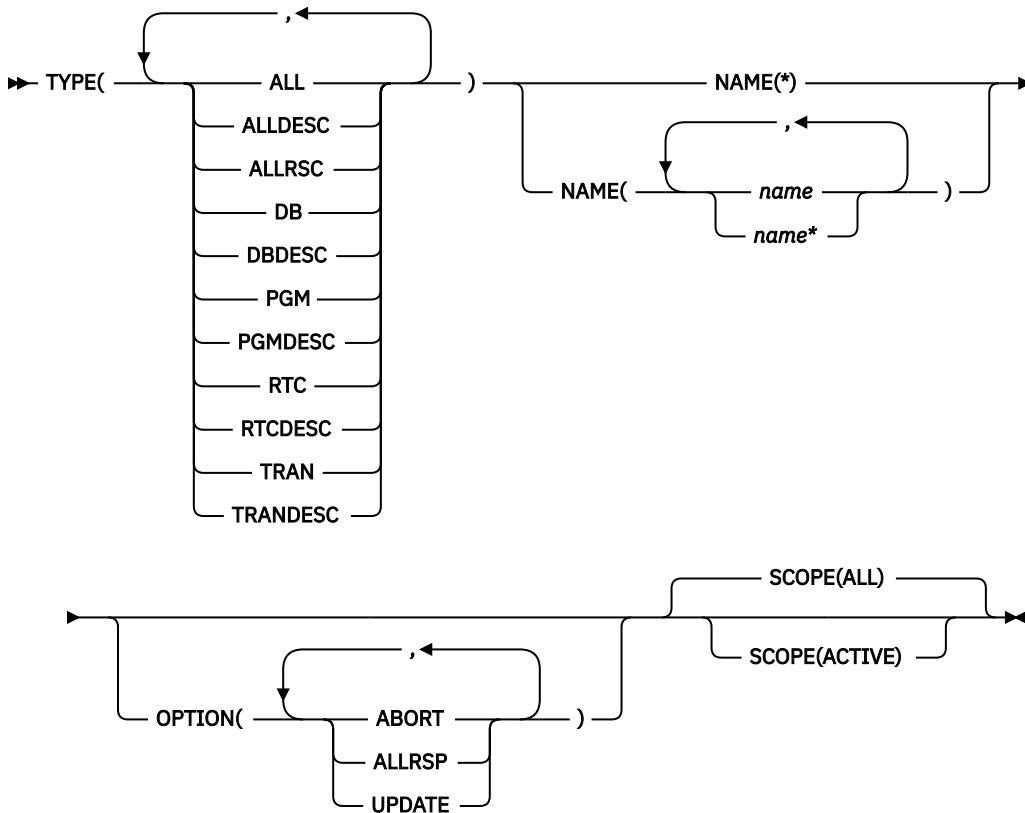 ,
TYPE( ALL ) NAME(*)
ALLDESC
,
ALLRSC
NAME( name )
DB
name*
DBDESC
PGM
PGMDESC
RTC
RTCDESC
TRAN
TRANDESC
SCOPE(ALL)
,
SCOPE(ACTIVE)
OPTION( ABORT )
ALLRSP
UPDATE